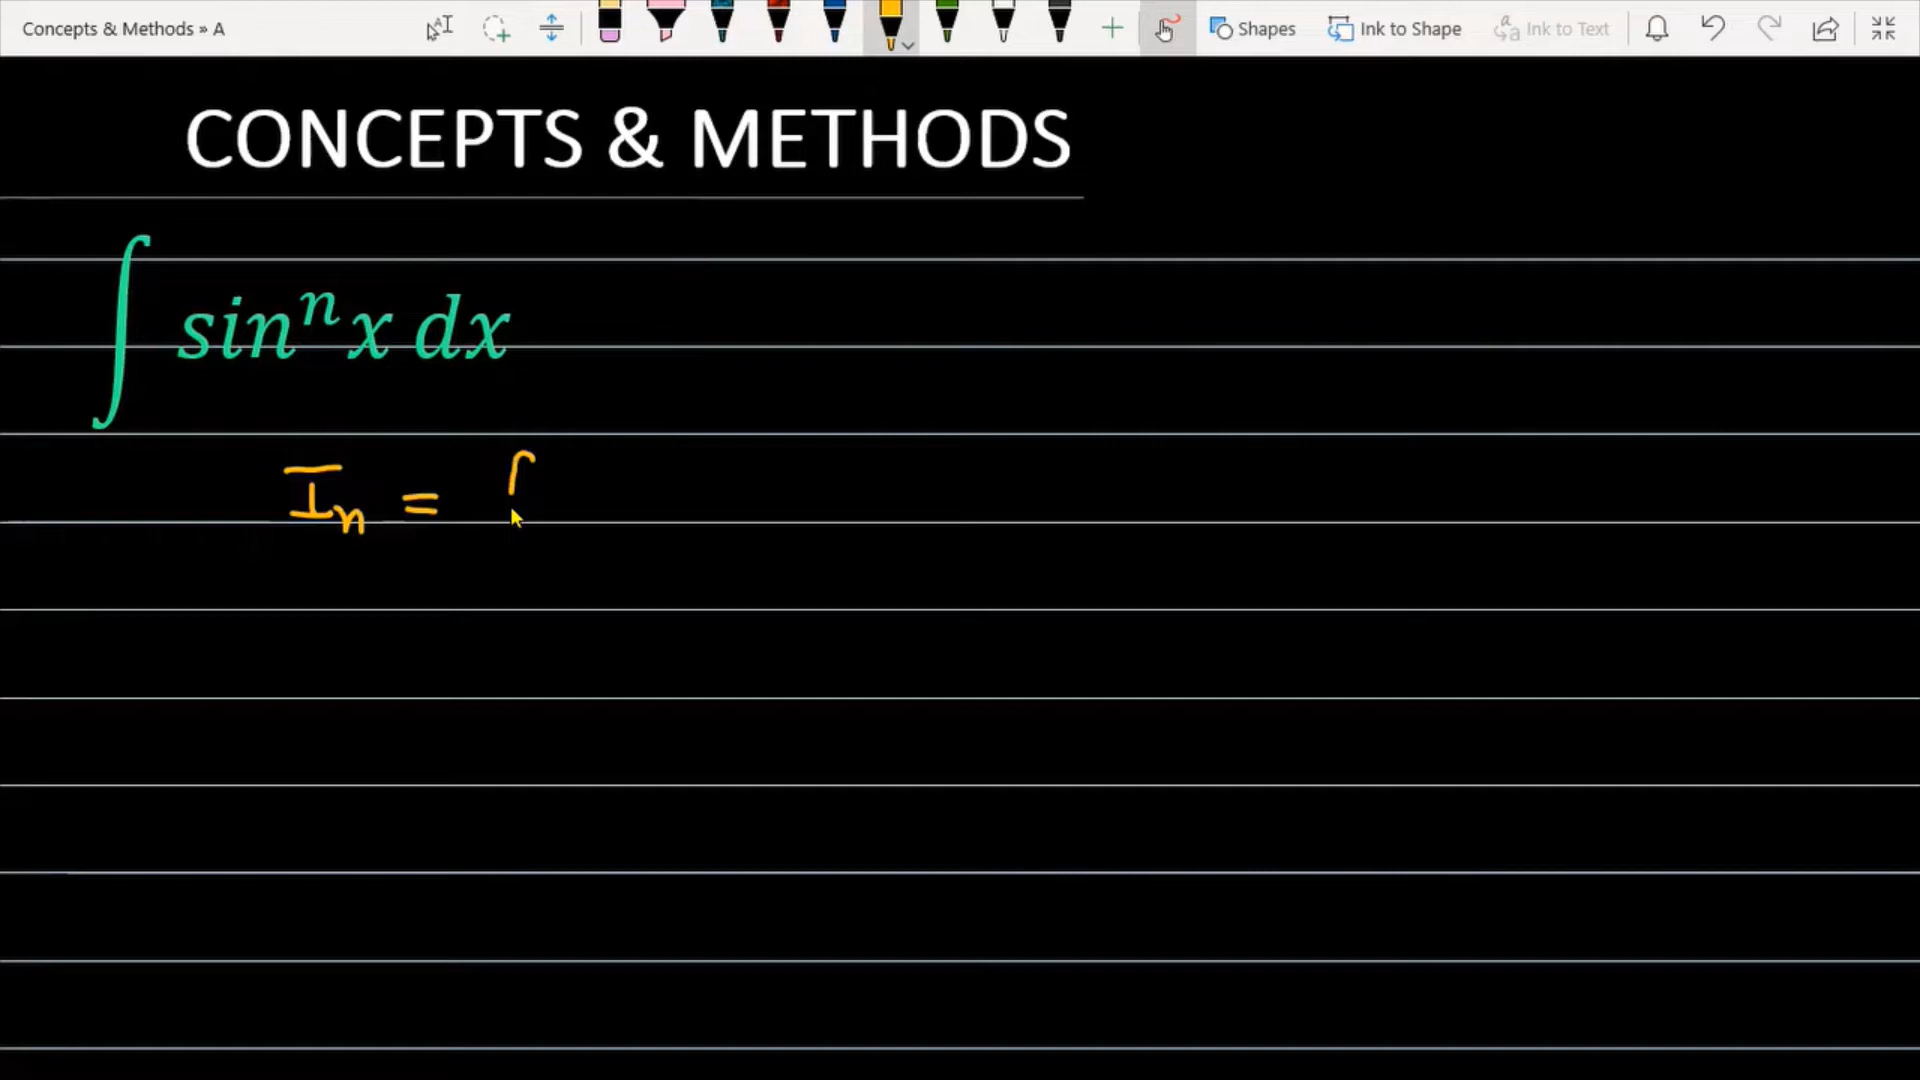 Concepts & Methods » A
Shapes
Ink to Shape
Ink to Text
CONCEPTS & METHODS
∫ sinⁿx dx
Iₙ = ∫